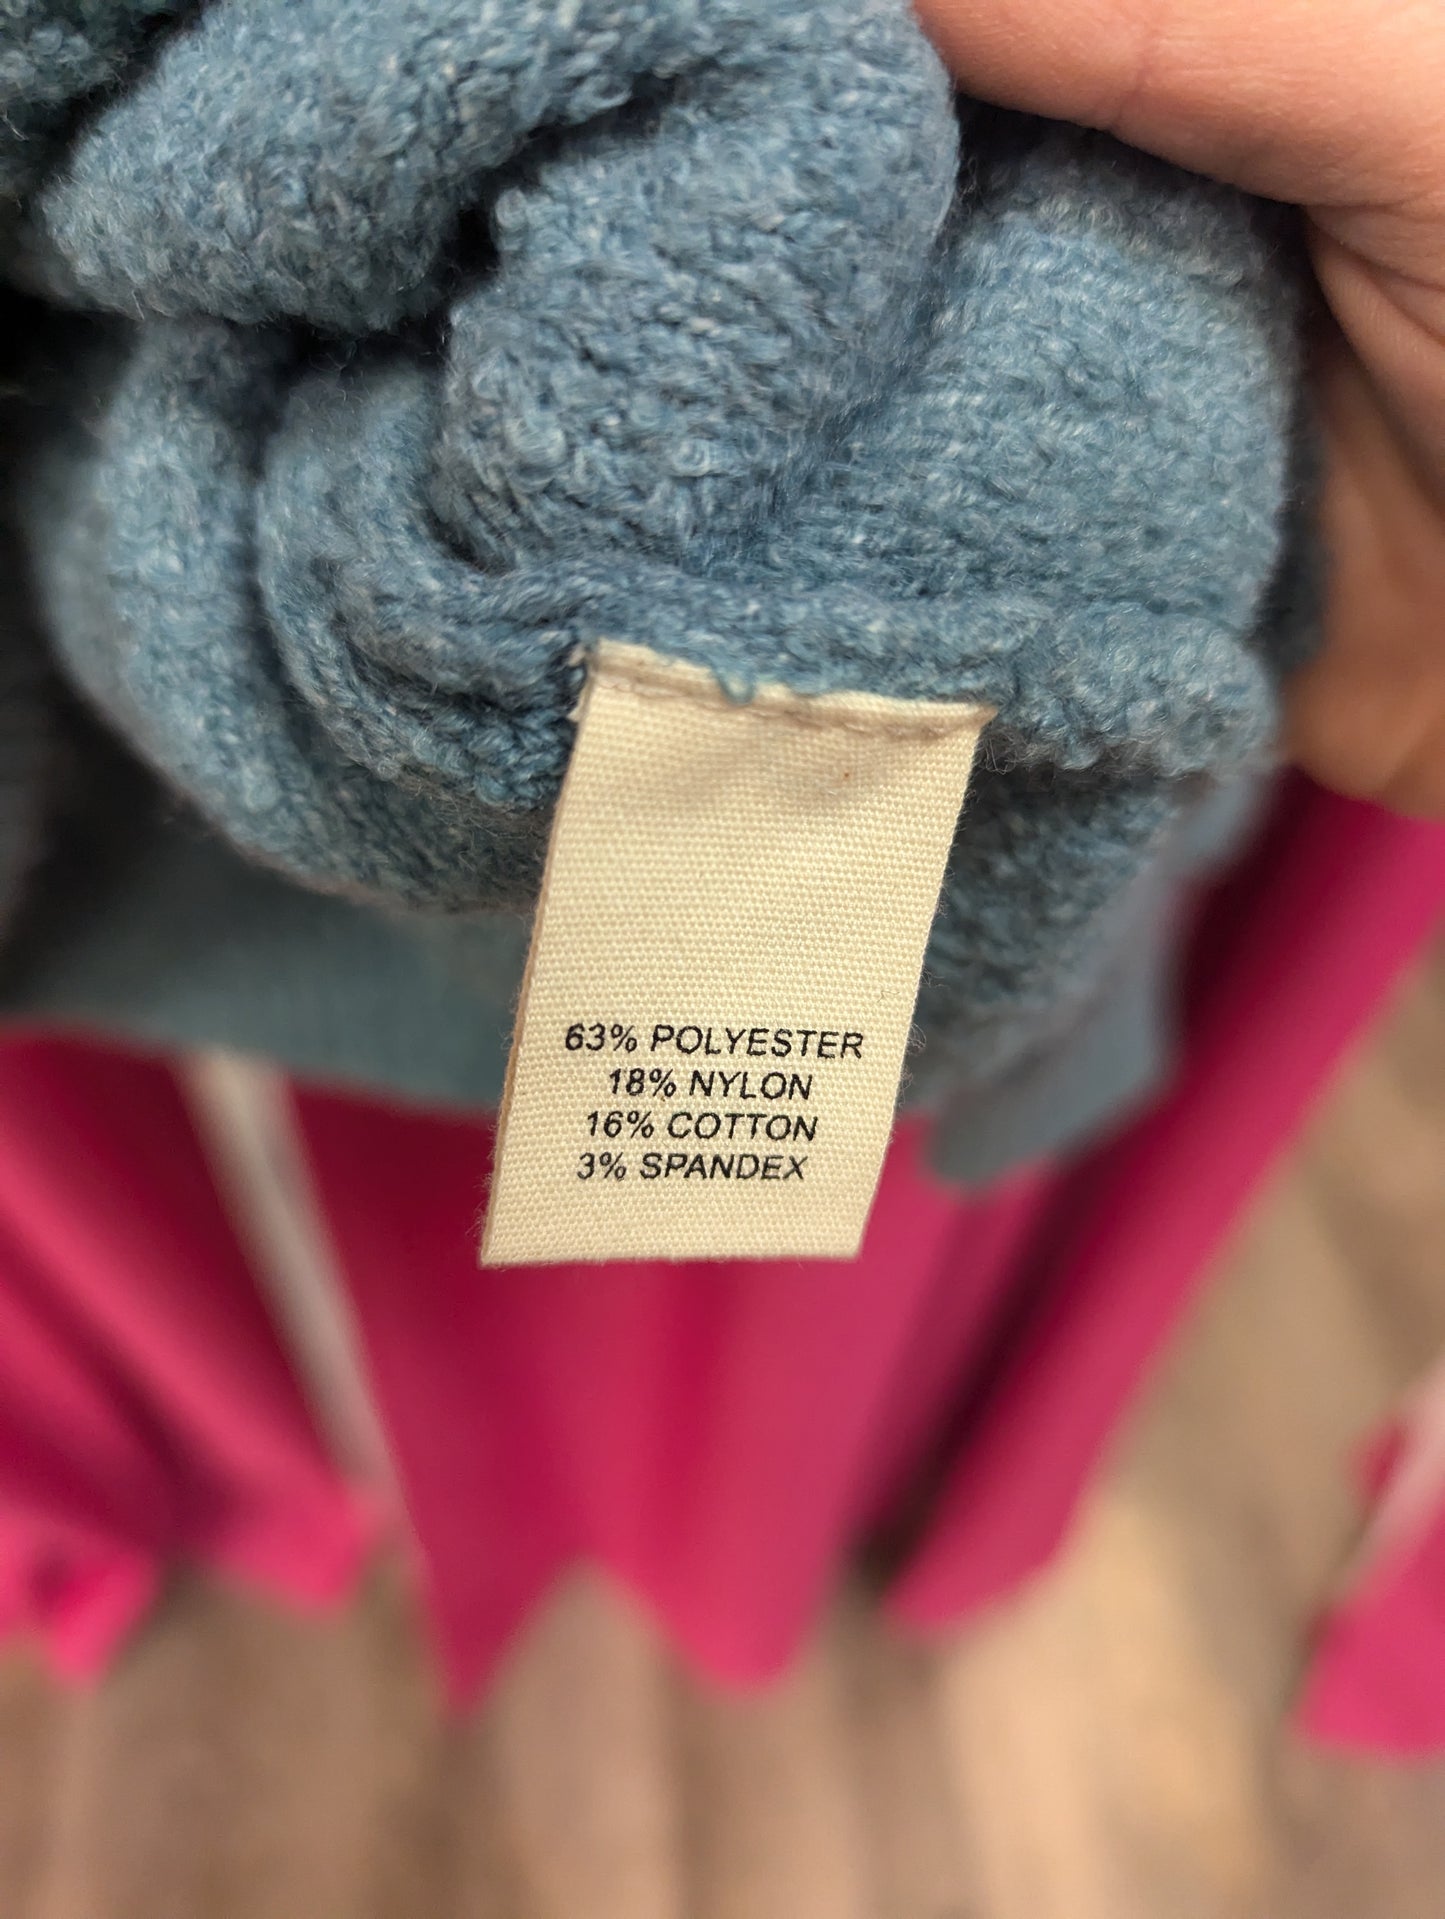 63% POLYESTER
18% NYLON
16% COTTON
3% SPANDEX